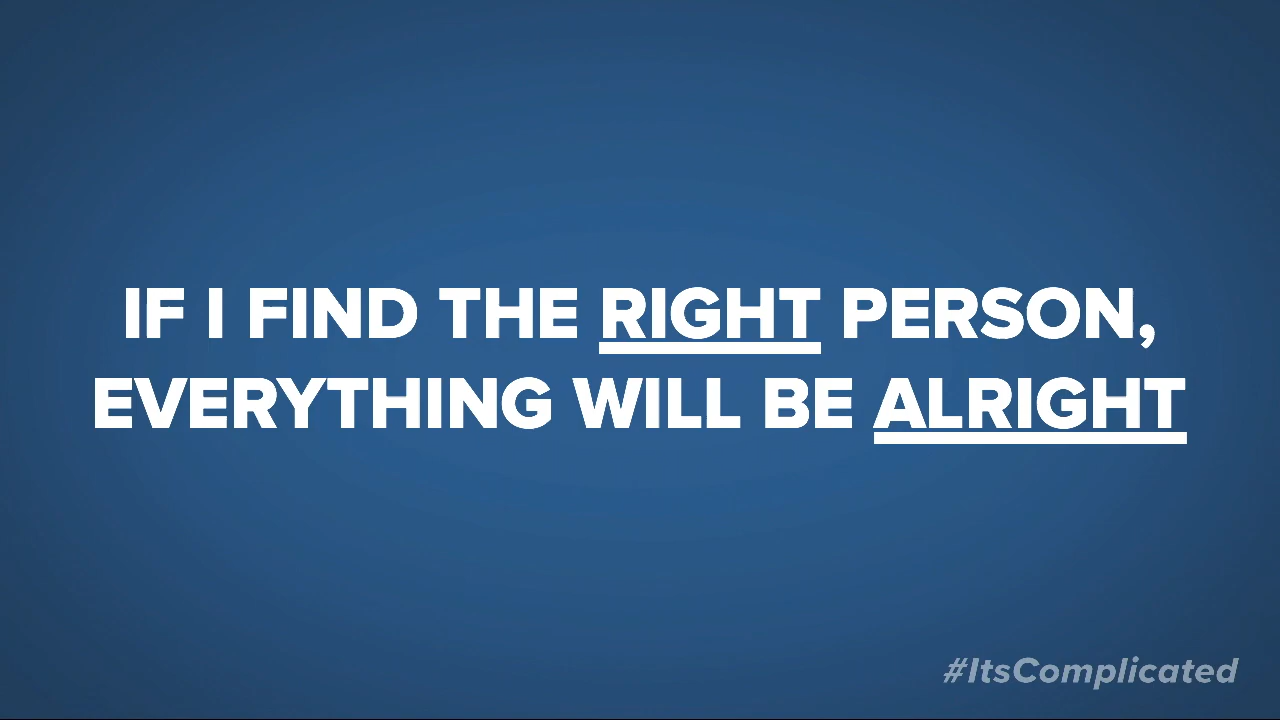 IF I FIND THE RIGHT PERSON,
EVERYTHING WILL BE ALRIGHT
#ItsComplicated